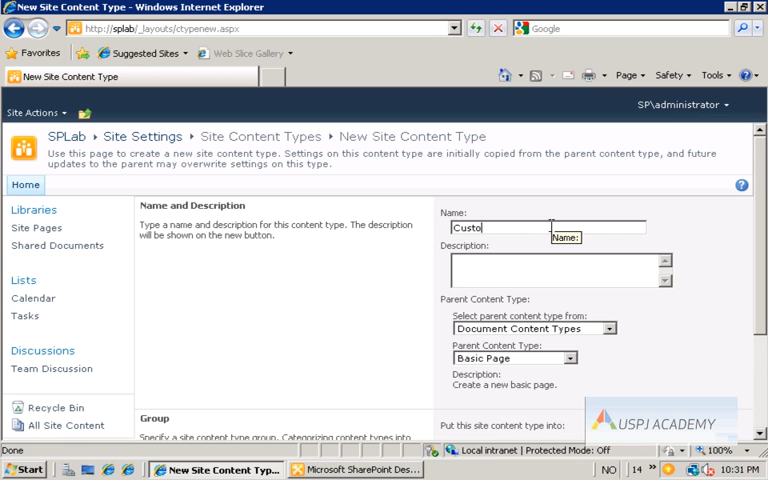 New Site Content Type - Windows Internet Explorer
http://splab/_layouts/ctypenew.aspx
Google
Favorites
Suggested Sites
Web Slice Gallery
New Site Content Type
Page
Safety
Tools
Site Actions
SP\administrator
SPLab
Site Settings
Site Content Types
New Site Content Type
Use this page to create a new site content type. Settings on this content type are initially copied from the parent content type, and future
updates to the parent may overwrite settings on this type.
Home
Libraries
Site Pages
Shared Documents
Lists
Calendar
Tasks
Discussions
Team Discussion
Recycle Bin
All Site Content
Name and Description
Type a name and description for this content type. The description
will be shown on the new button.
Name:
Custo
Name:
Description:
Parent Content Type:
Select parent content type from:
Document Content Types
Parent Content Type:
Basic Page
Description:
Create a new basic page.
Group
Specify a site content type group. Categorizing content types into
Put this site content type into:
USPJ ACADEMY
Done
Local intranet | Protected Mode: Off
100%
Start
New Site Content Typ...
Microsoft SharePoint Des...
NO
14
10:31 PM